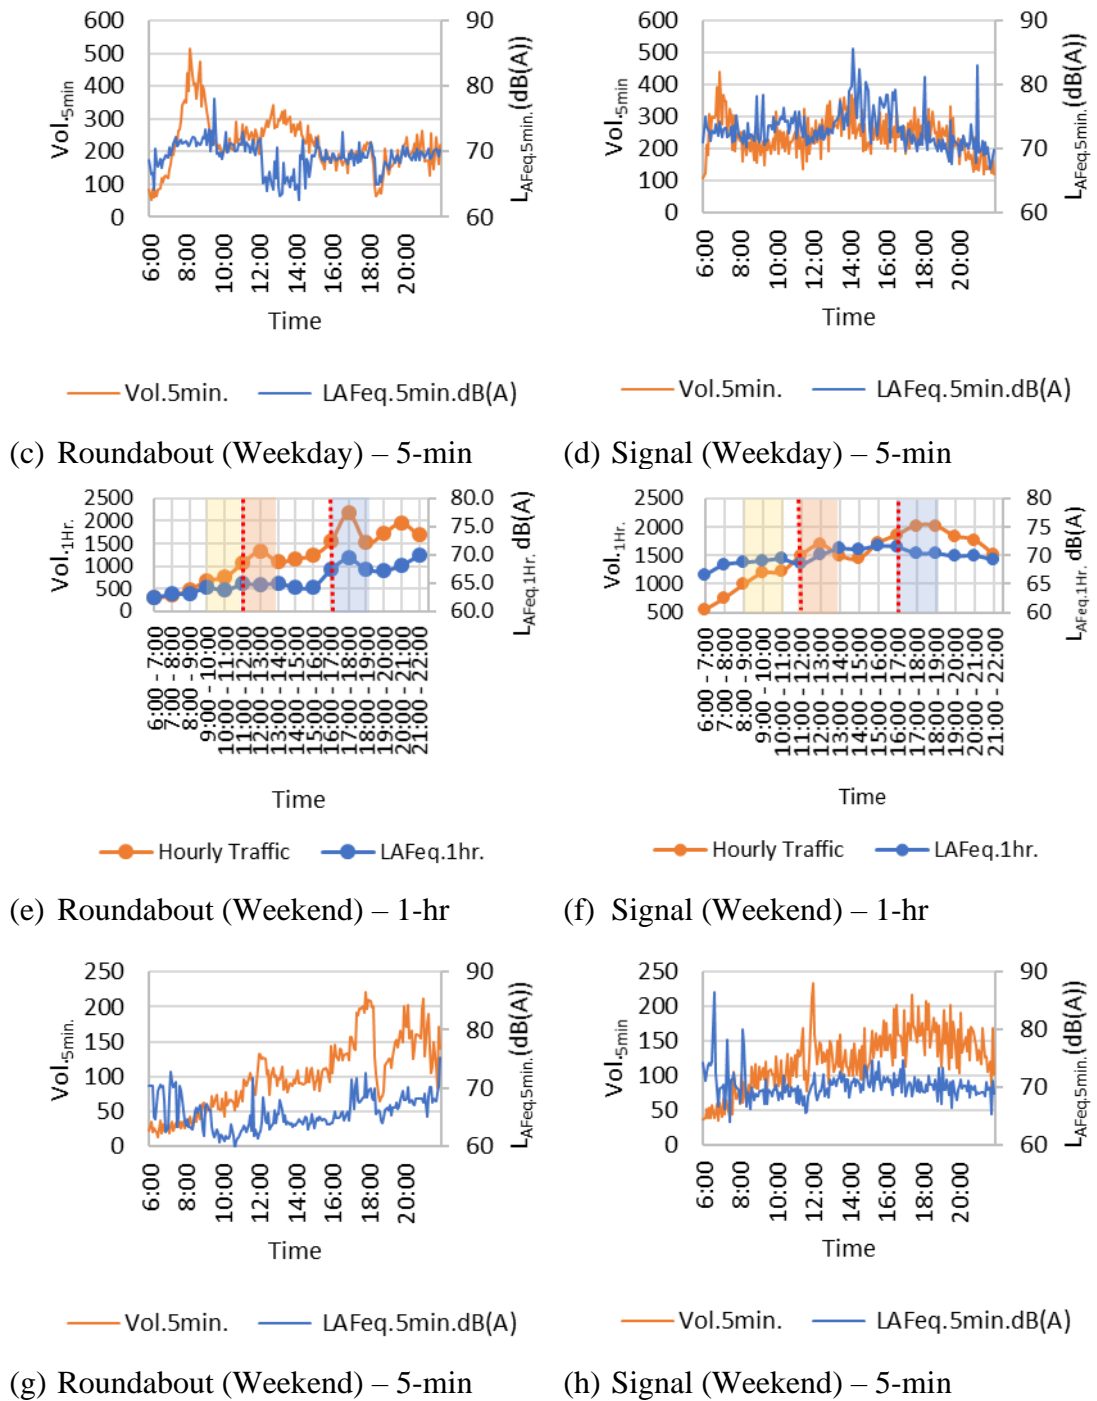 600
500
400
300
200
100
0
Vol.5min
90
80
70
60
LAFeq,5min.(dB(A))
6:00
8:00
10:00
12:00
14:00
16:00
18:00
20:00
Time
Vol.5min. LAFeq.5min.dB(A)
(c) Roundabout (Weekday) – 5-min
600
500
400
300
200
100
0
Vol.5min
90
80
70
60
LAFeq,5min.(dB(A))
6:00
8:00
10:00
12:00
14:00
16:00
18:00
20:00
Time
Vol.5min. LAFeq.5min.dB(A)
(d) Signal (Weekday) – 5-min
2500
2000
1500
1000
500
0
Vol.1Hr.
80.0
75.0
70.0
65.0
60.0
LAFeq.1Hr. dB(A)
6:00 - 7:00
7:00 - 8:00
8:00 - 9:00
9:00 - 10:00
10:00 - 11:00
11:00 - 12:00
12:00 - 13:00
13:00 - 14:00
14:00 - 15:00
15:00 - 16:00
16:00 - 17:00
17:00 - 18:00
18:00 - 19:00
19:00 - 20:00
20:00 - 21:00
21:00 - 22:00
Time
Hourly Traffic LAFeq.1hr.
(e) Roundabout (Weekend) – 1-hr
2500
2000
1500
1000
500
Vol.1Hr.
80
75
70
65
60
LAFeq.1Hr. dB(A)
6:00 - 7:00
7:00 - 8:00
8:00 - 9:00
9:00 - 10:00
10:00 - 11:00
11:00 - 12:00
12:00 - 13:00
13:00 - 14:00
14:00 - 15:00
15:00 - 16:00
16:00 - 17:00
17:00 - 18:00
18:00 - 19:00
19:00 - 20:00
20:00 - 21:00
21:00 - 22:00
Time
Hourly Traffic LAFeq.1hr.
(f) Signal (Weekend) – 1-hr
250
200
150
100
50
0
Vol.5min.
90
80
70
60
LAFeq,5min.(dB(A))
6:00
8:00
10:00
12:00
14:00
16:00
18:00
20:00
Time
Vol.5min. LAFeq.5min.dB(A)
(g) Roundabout (Weekend) – 5-min
250
200
150
100
50
0
Vol.5min
90
80
70
60
LAFeq,5min.(dB(A))
6:00
8:00
10:00
12:00
14:00
16:00
18:00
20:00
Time
Vol.5min. LAFeq.5min.dB(A)
(h) Signal (Weekend) – 5-min